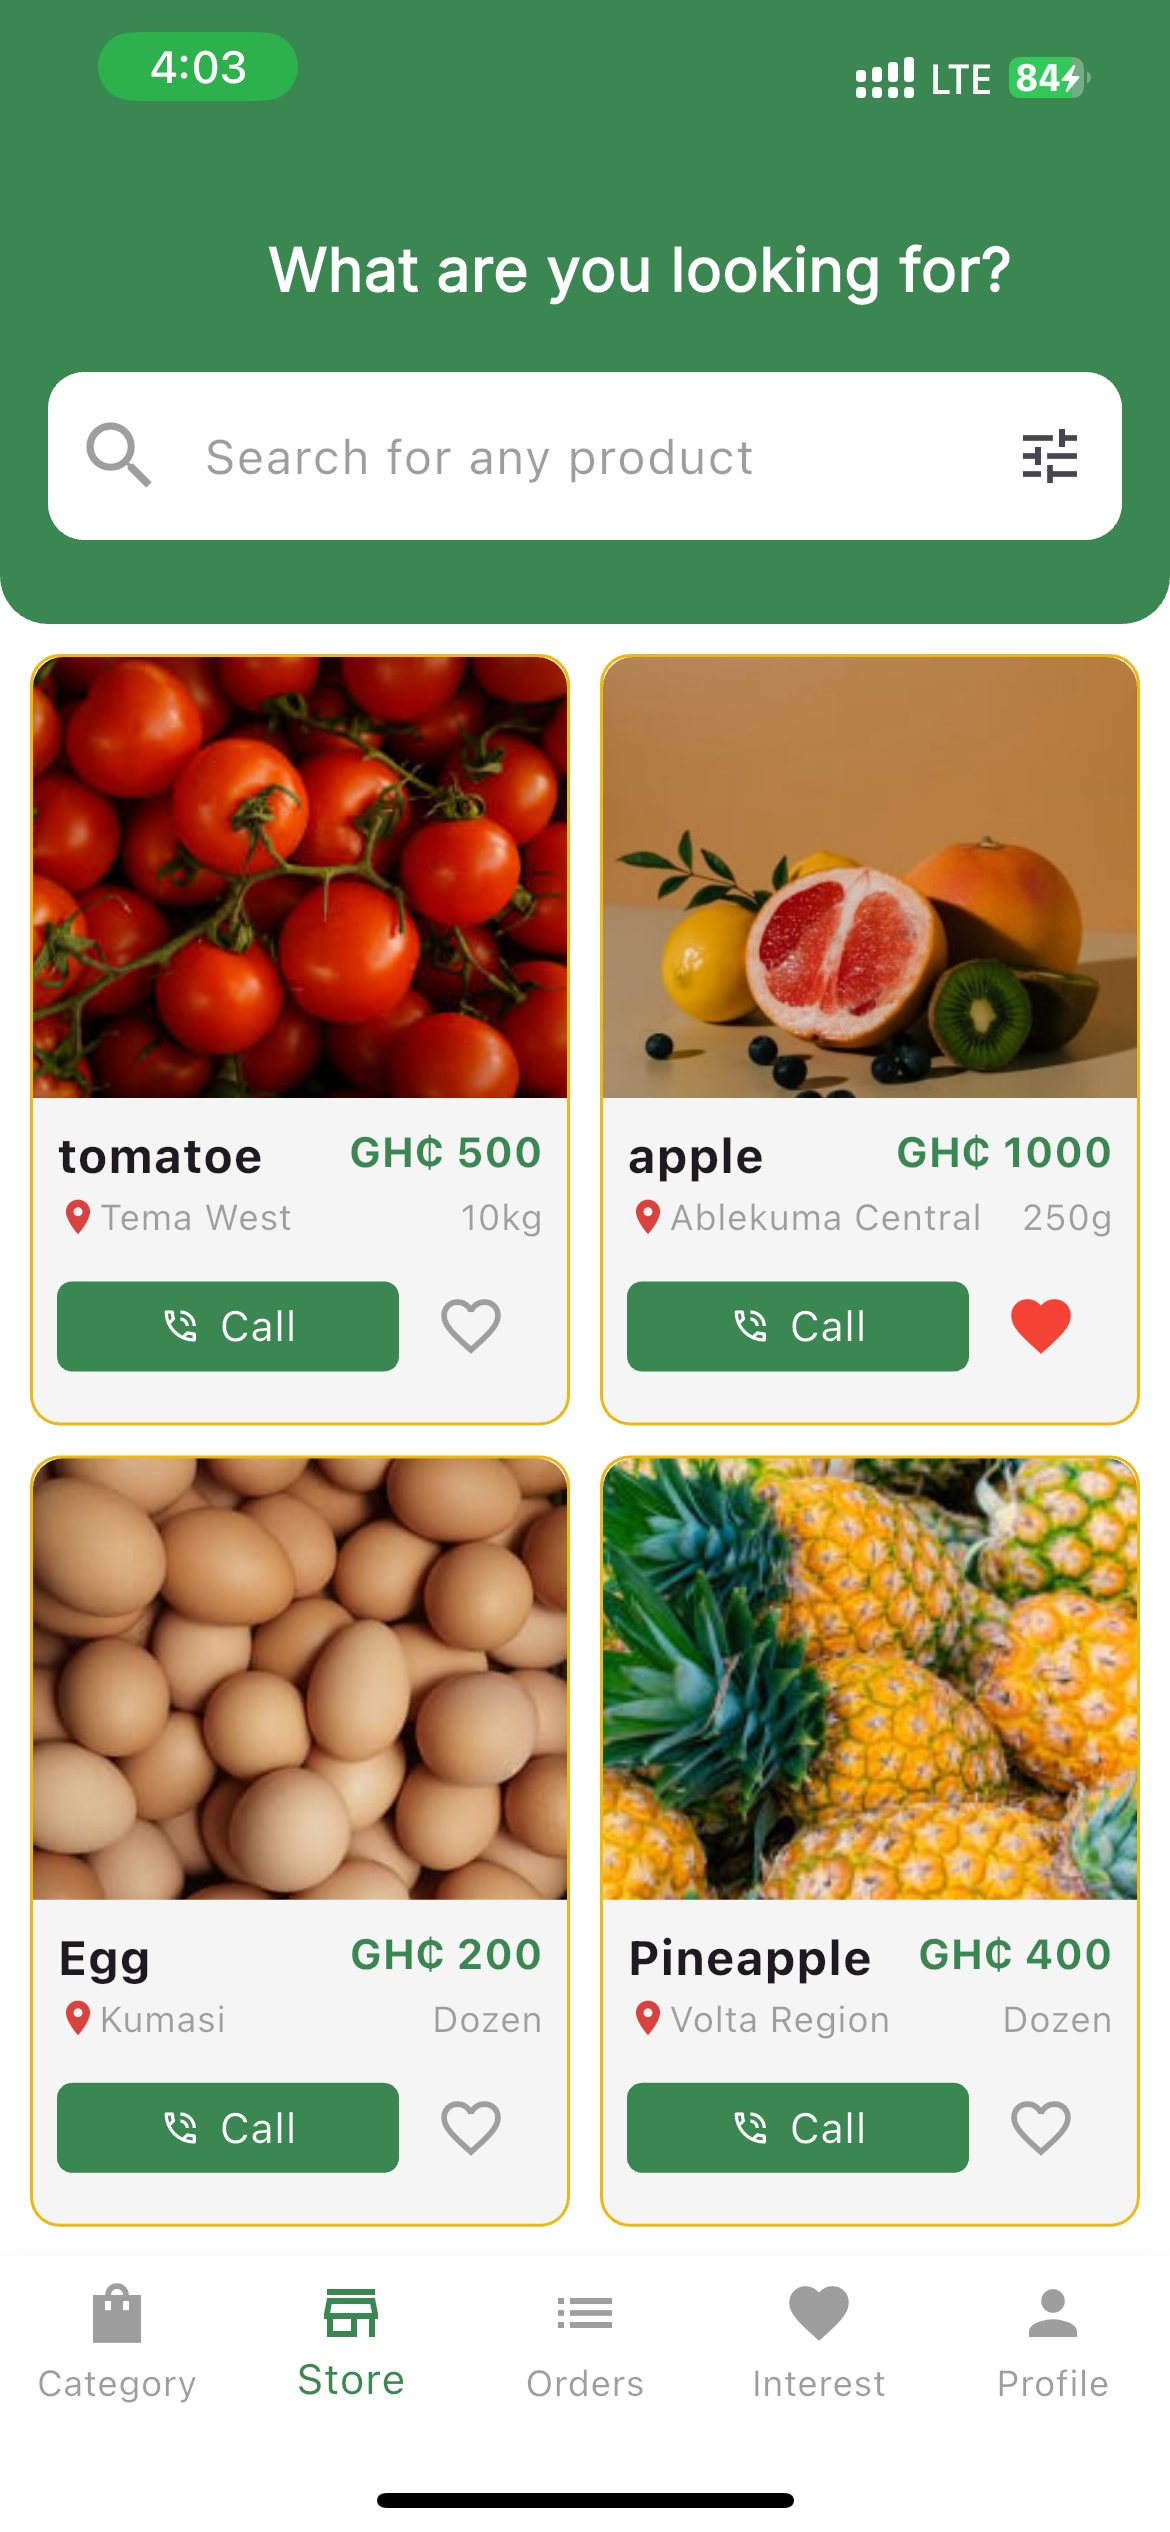 4:03 LTE 84
What are you looking for?
Search for any product
tomatoe GH₵ 500
Tema West 10kg
Call
apple GH₵ 1000
Ablekuma Central 250g
Call
Egg GH₵ 200
Kumasi Dozen
Call
Pineapple GH₵ 400
Volta Region Dozen
Call
Category Store Orders Interest Profile